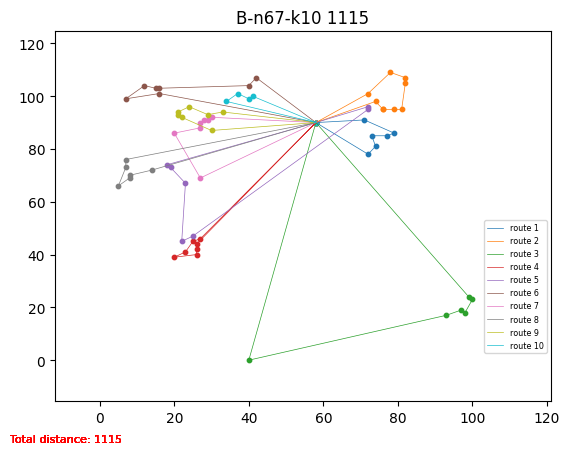 B-n67-k10 1115
120
100
80
60
40
20
0
route 1
route 2
route 3
route 4
route 5
route 6
route 7
route 8
route 9
route 10
0 20 40 60 80 100 120
Total distance: 1115